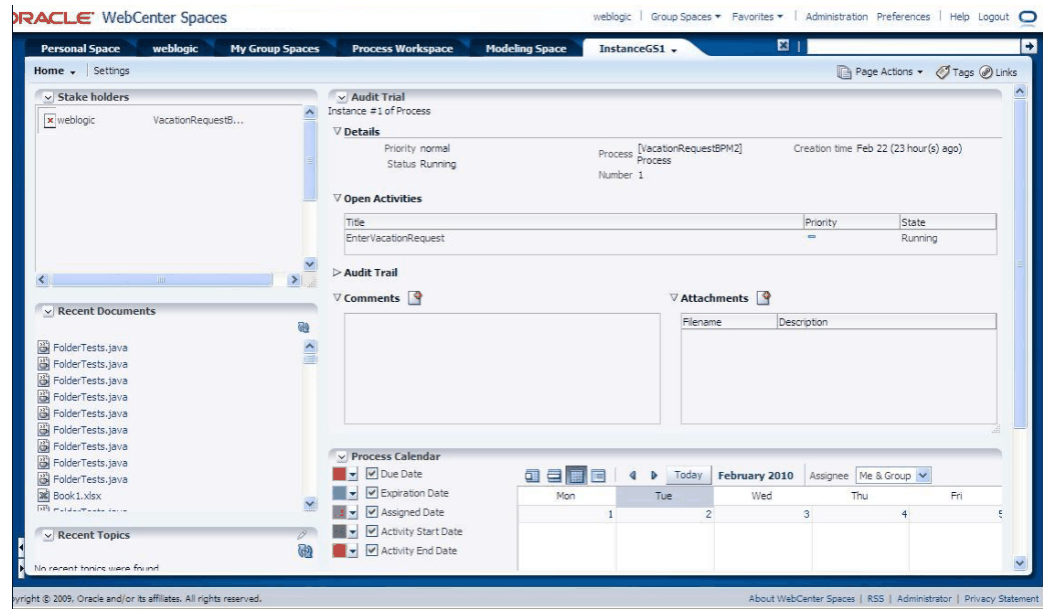 ORACLE WebCenter Spaces
weblogic | Group Spaces | Favorites | Administration Preferences | Help Logout
Personal Space weblogic My Group Spaces Process Workspace Modeling Space InstanceGS1
Home Settings
Page Actions Tags Links
Stake holders
weblogic VacationRequestB...
Audit Trial
Instance #1 of Process
Details
Priority normal
Status Running
Process [VacationRequestBPM2] Process
Number 1
Creation time Feb 22 (23 hour(s) ago)
Open Activities
Title Priority State
EnterVacationRequest Running
Audit Trail
Comments
Attachments
Filename Description
Recent Documents
FolderTests.java
FolderTests.java
FolderTests.java
FolderTests.java
FolderTests.java
FolderTests.java
FolderTests.java
FolderTests.java
FolderTests.java
Book1.xlsx
Recent Topics
No recent topics were found
Process Calendar
Due Date
Expiration Date
Assigned Date
Activity Start Date
Activity End Date
Today February 2010 Assignee Me & Group
Mon Tue Wed Thu Fri
1 2 3 4 5
yright © 2009, Oracle and/or its affiliates. All rights reserved.
About WebCenter Spaces | RSS | Administrator | Privacy Statement